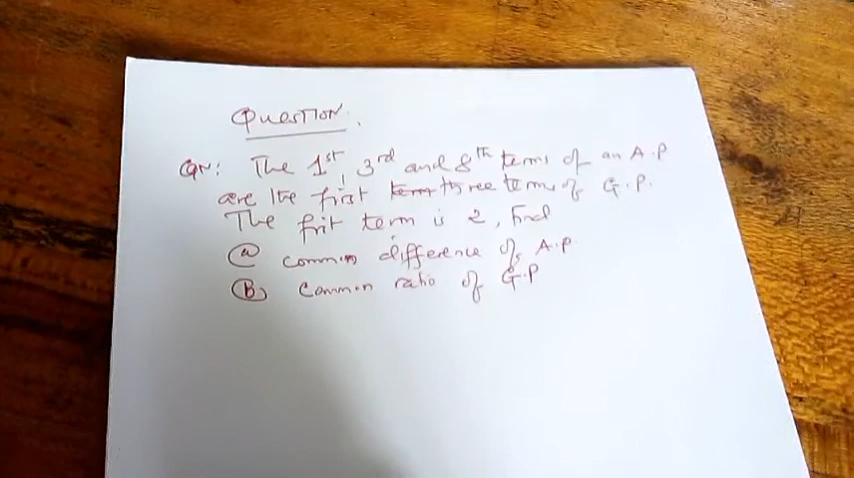 QUESTION.
QN: The 1st, 3rd and 8th terms of an A.P
are the first three terms of G.P.
The first term is 2, find
(a) common difference of A.P.
(B) Common ratio of G.P